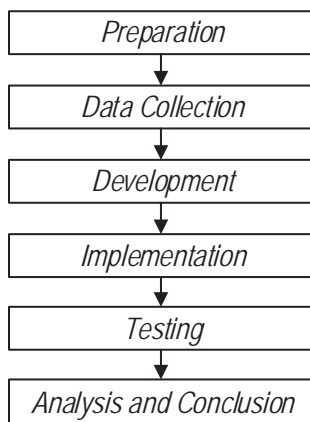 Preparation
Data Collection
Development
Implementation
Testing
Analysis and Conclusion